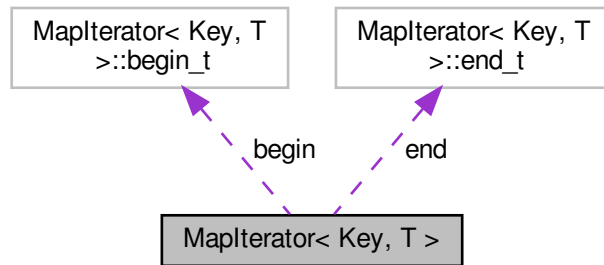 MapIterator< Key, T
>::begin_t
MapIterator< Key, T
>::end_t
begin
end
MapIterator< Key, T >